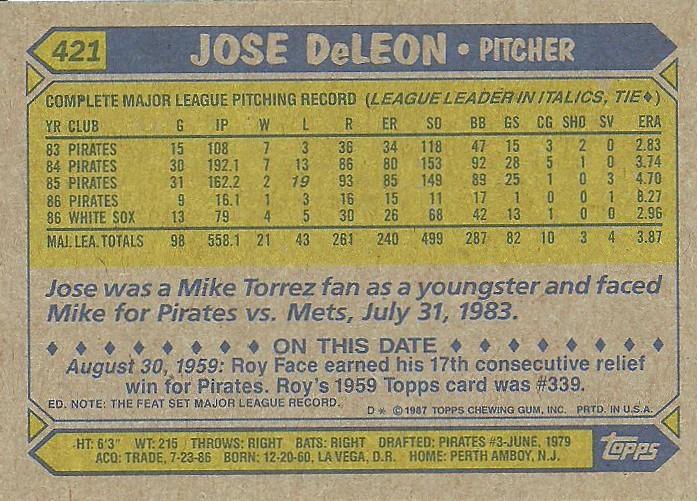 421 JOSE DeLEON • PITCHER
COMPLETE MAJOR LEAGUE PITCHING RECORD (LEAGUE LEADER IN ITALICS, TIE♦)
YR CLUB G IP W L R ER SO BB GS CG SHO SV ERA
83 PIRATES 15 108 7 3 36 34 118 47 15 3 2 0 2.83
84 PIRATES 30 192.1 7 13 86 80 153 92 28 5 1 0 3.74
85 PIRATES 31 162.2 2 19 93 85 149 89 25 1 0 3 4.70
86 PIRATES 9 16.1 1 3 16 15 11 17 1 0 0 1 8.27
86 WHITE SOX 13 79 4 5 30 26 68 42 13 1 0 0 2.96
MAJ. LEA. TOTALS 98 558.1 21 43 261 240 499 287 82 10 3 4 3.87
Jose was a Mike Torrez fan as a youngster and faced
Mike for Pirates vs. Mets, July 31, 1983.
♦ ♦ ♦ ♦ ♦ ♦ ♦ ♦ ON THIS DATE ♦ ♦ ♦ ♦ ♦ ♦ ♦ ♦
August 30, 1959: Roy Face earned his 17th consecutive relief
win for Pirates. Roy's 1959 Topps card was #339.
ED. NOTE: THE FEAT SET MAJOR LEAGUE RECORD.
D* © 1987 TOPPS CHEWING GUM, INC. PRTD. IN U.S.A.
HT: 6'3" WT: 215 THROWS: RIGHT BATS: RIGHT DRAFTED: PIRATES #3-JUNE, 1979
ACQ: TRADE, 7-23-86 BORN: 12-20-60, LA VEGA, D.R. HOME: PERTH AMBOY, N.J.
topps